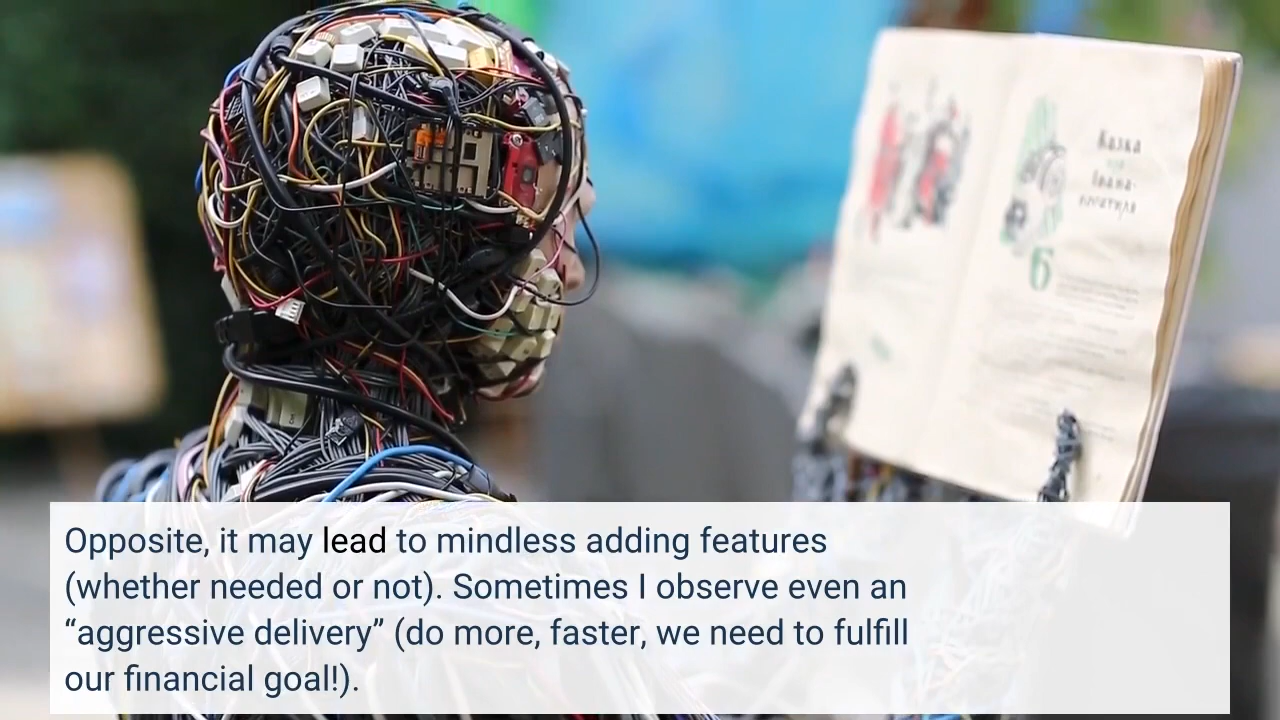 Казка
6
Opposite, it may lead to mindless adding features
(whether needed or not). Sometimes I observe even an
“aggressive delivery” (do more, faster, we need to fulfill
our financial goal!).